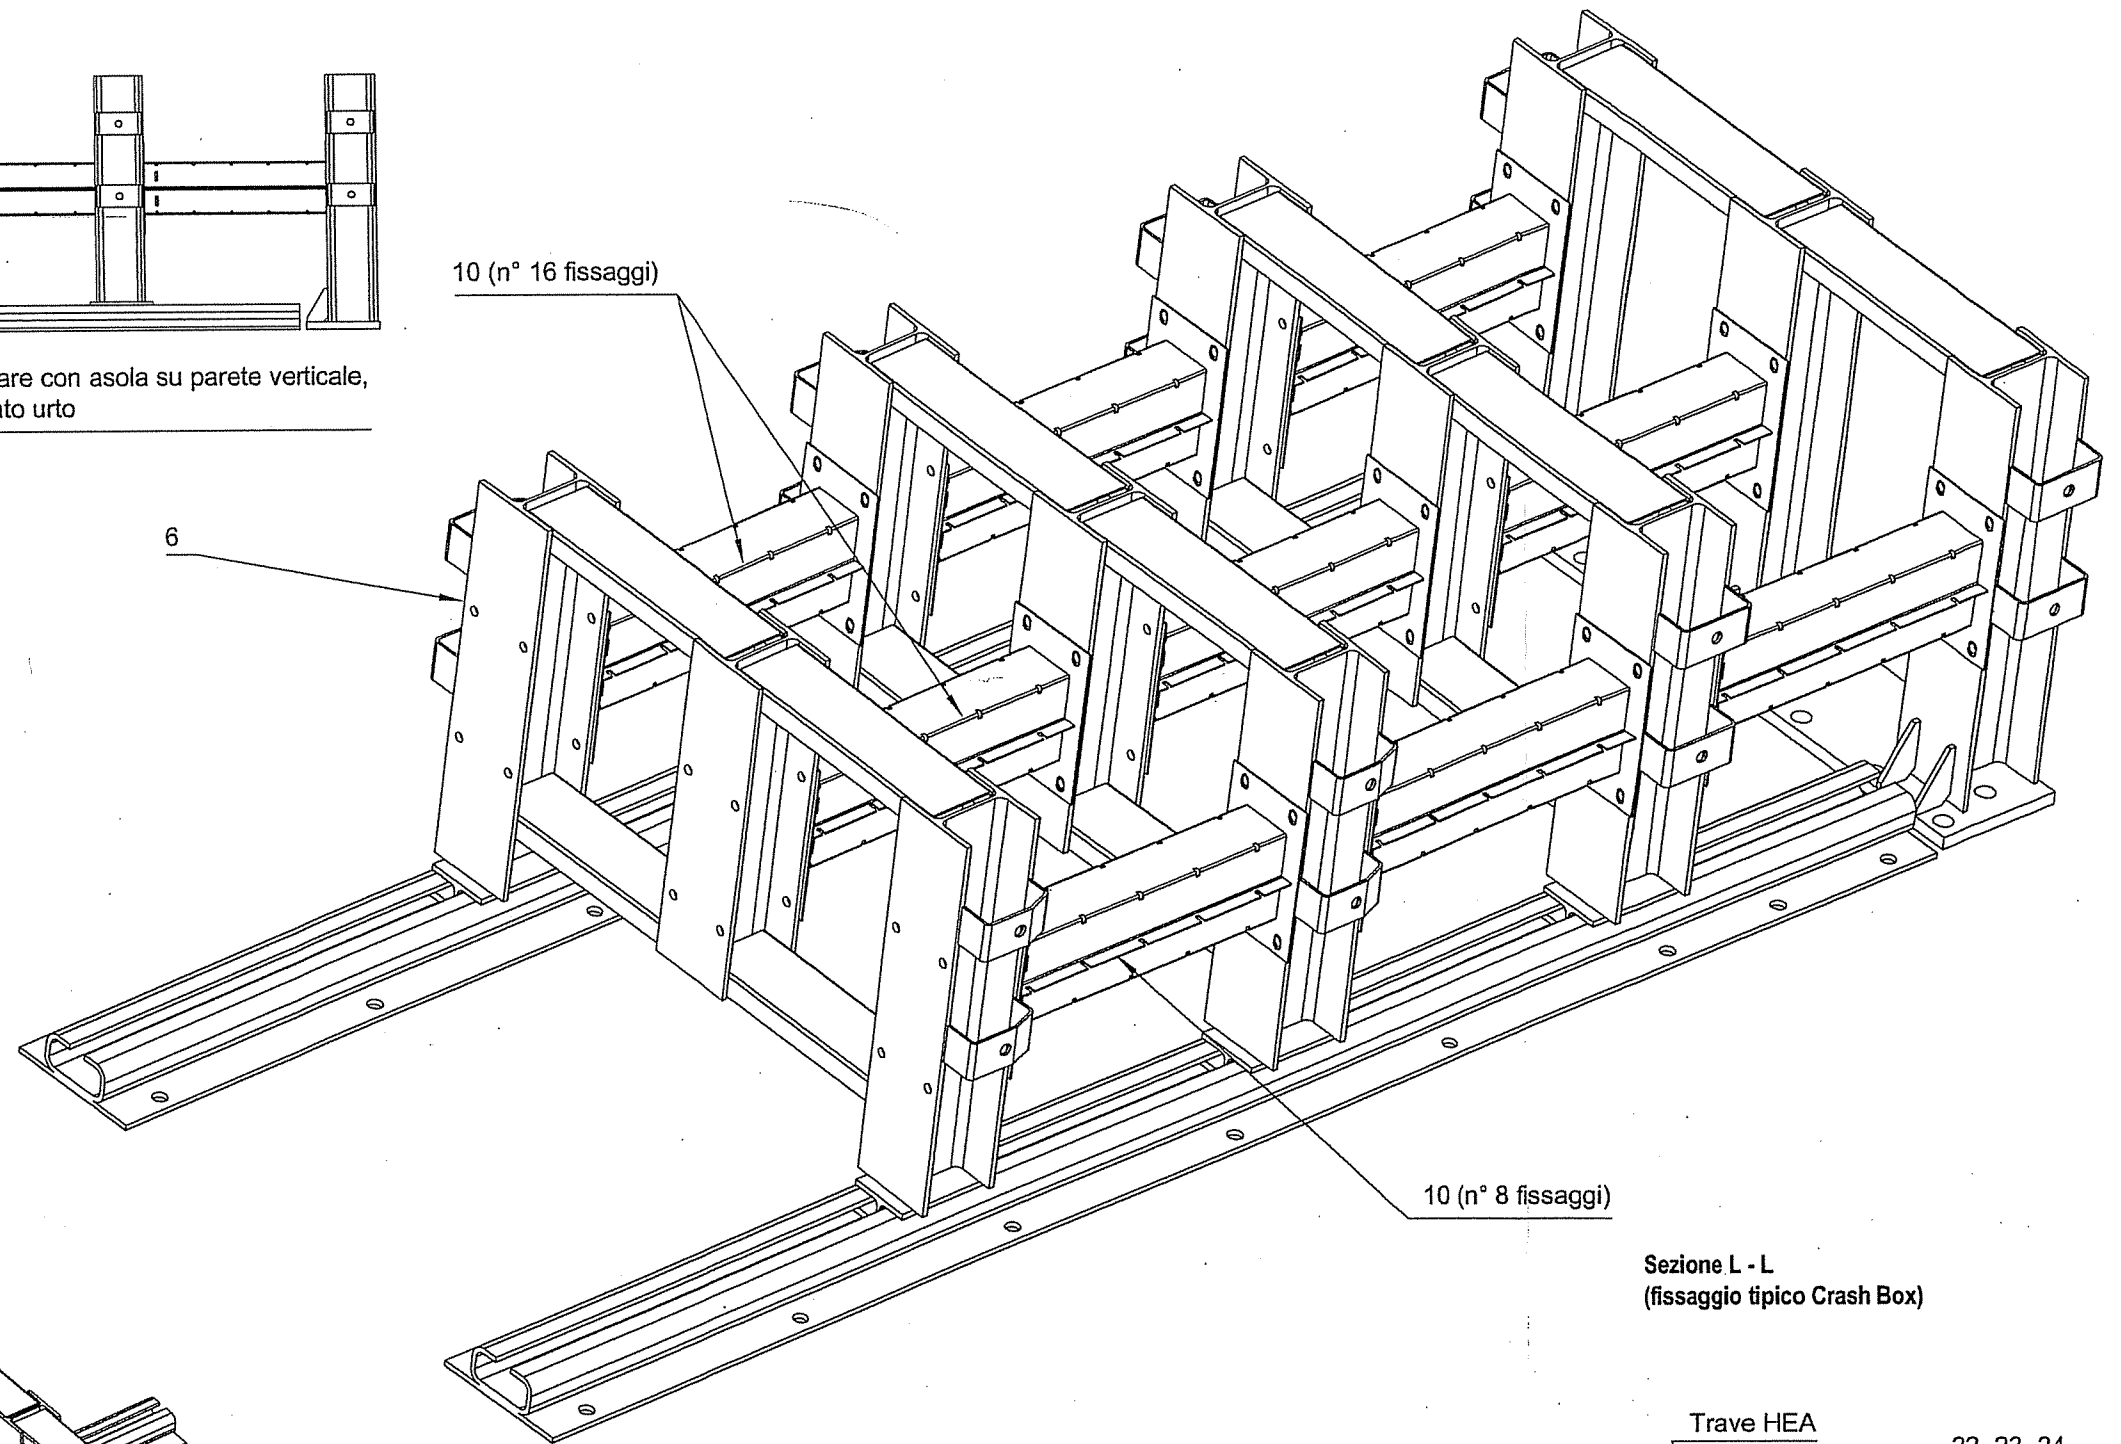 10 (n° 16 fissaggi)
are con asola su parete verticale,
to urto
6
10 (n° 8 fissaggi)
Sezione L - L
(fissaggio tipico Crash Box)
Trave HEA